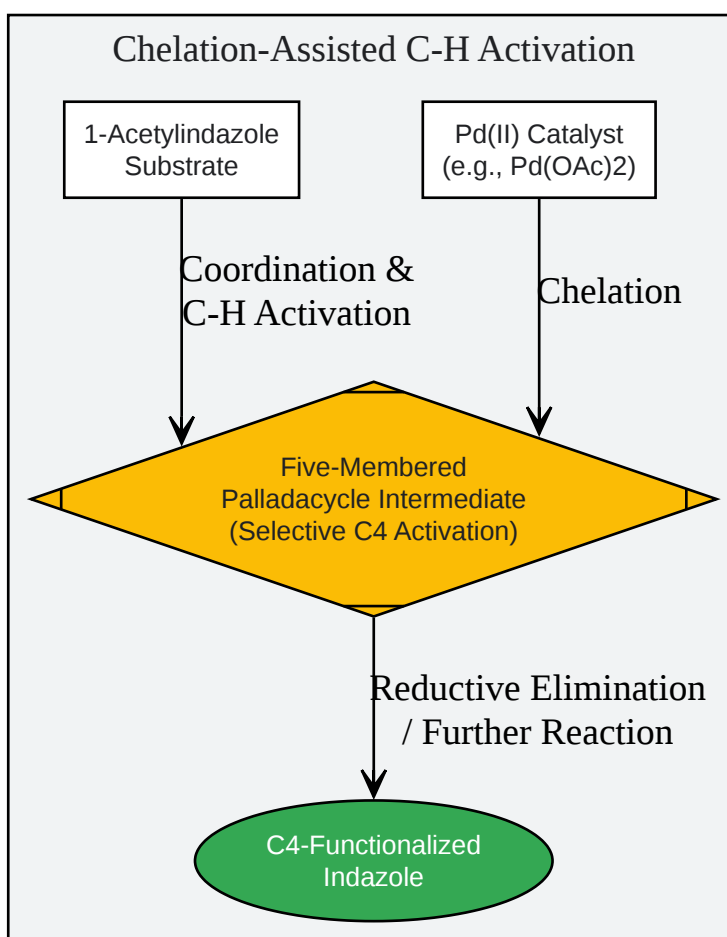 Chelation-Assisted C-H Activation
1-Acetylindazole
Substrate
Pd(II) Catalyst
(e.g., Pd(OAc)2)
Coordination &
C-H Activation
Chelation
Five-Membered
Palladacycle Intermediate
(Selective C4 Activation)
Reductive Elimination
/ Further Reaction
C4-Functionalized
Indazole